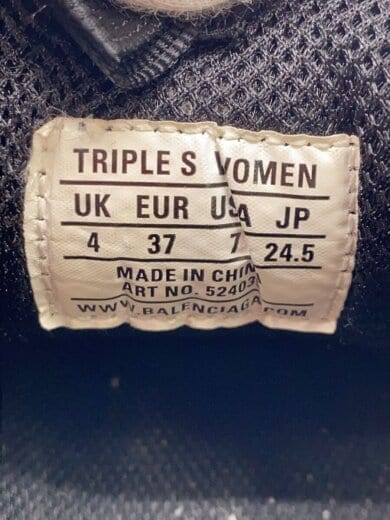 TRIPLE S WOMEN
UK EUR USA JP
4 37 7 24.5
MADE IN CHINA
ART NO.
WWW.BALENCIAGA.COM